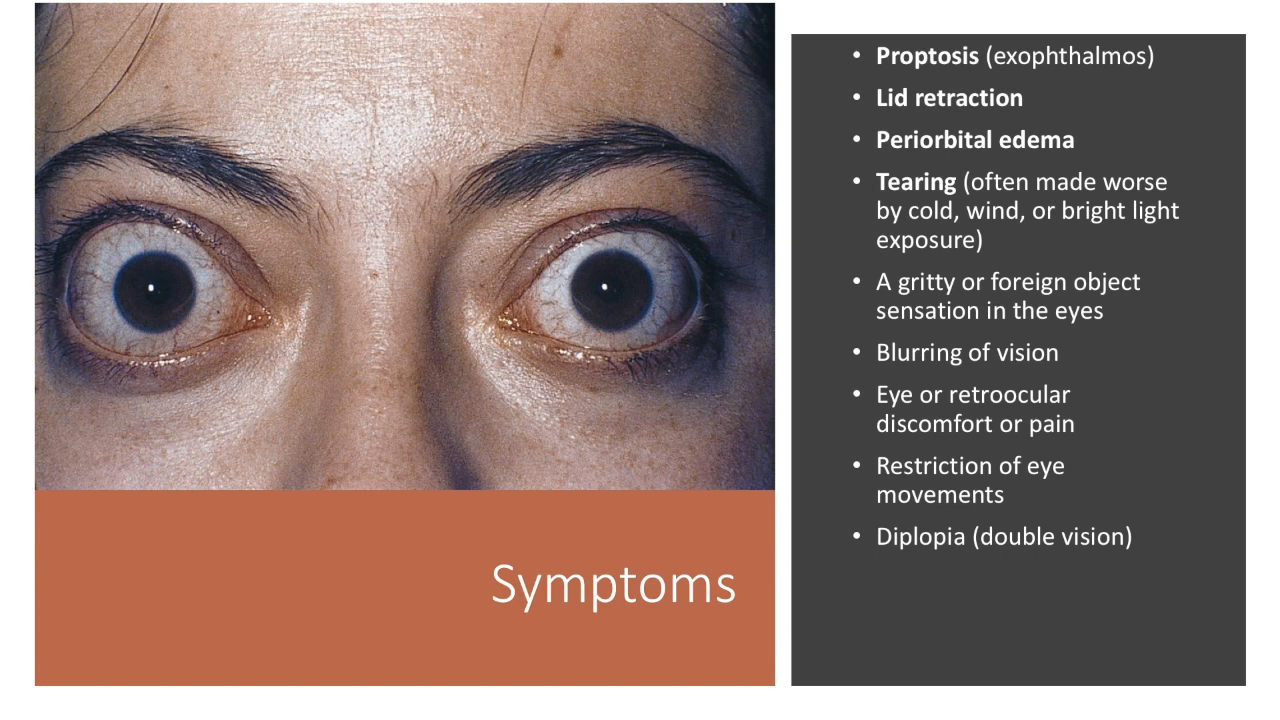 • Proptosis (exophthalmos)
• Lid retraction
• Periorbital edema
• Tearing (often made worse
by cold, wind, or bright light
exposure)
• A gritty or foreign object
sensation in the eyes
• Blurring of vision
• Eye or retroocular
discomfort or pain
• Restriction of eye
movements
• Diplopia (double vision)
Symptoms